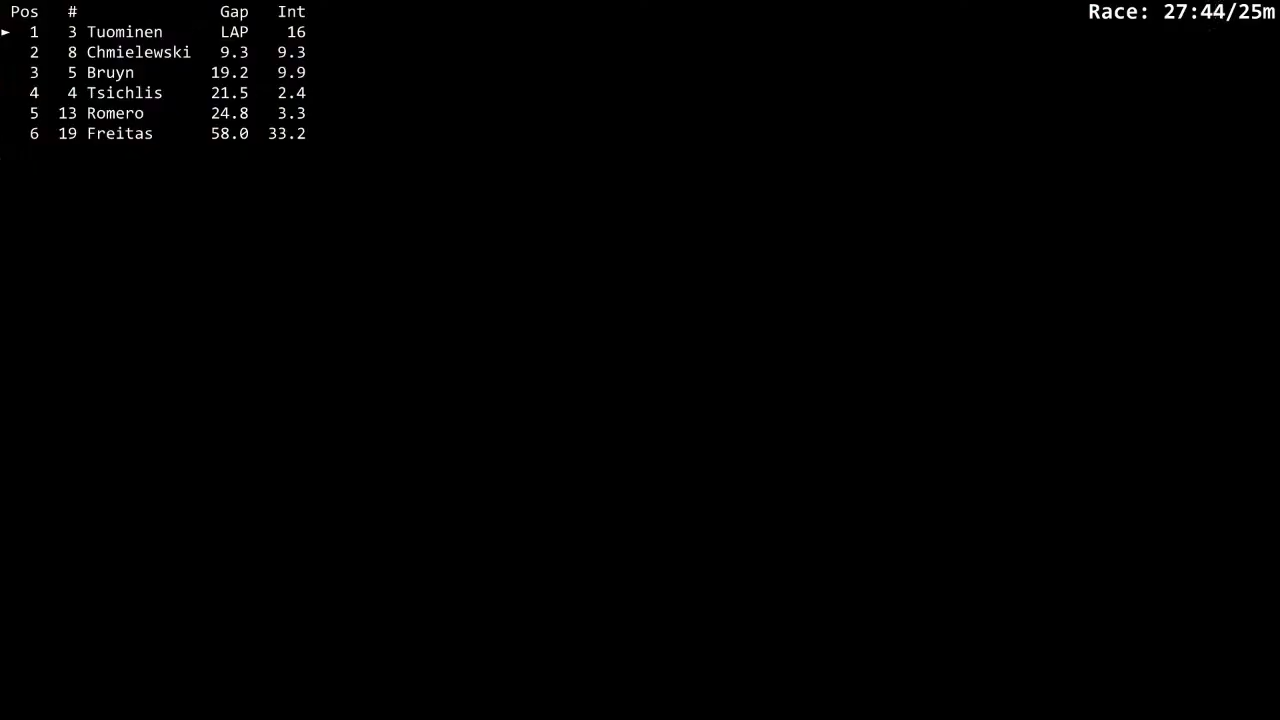 Pos # Gap Int
► 1 3 Tuominen LAP 16
2 8 Chmielewski 9.3 9.3
3 5 Bruyn 19.2 9.9
4 4 Tsichlis 21.5 2.4
5 13 Romero 24.8 3.3
6 19 Freitas 58.0 33.2
Race: 27:44/25m